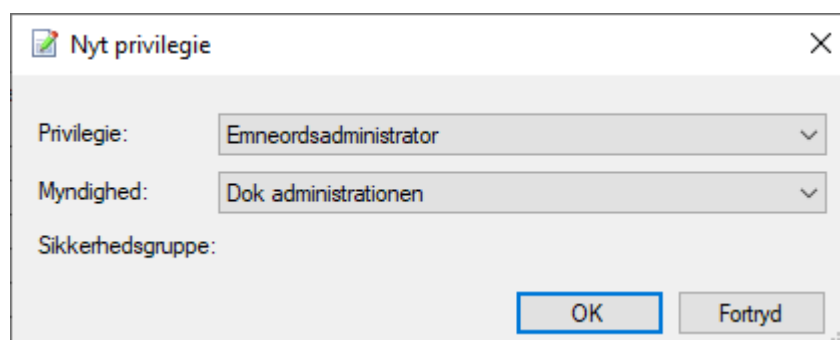 Nyt privilegie
Privilegie: Emneordsadministrator
Myndighed: Dok administrationen
Sikkerhedsgruppe:
OK Fortryd